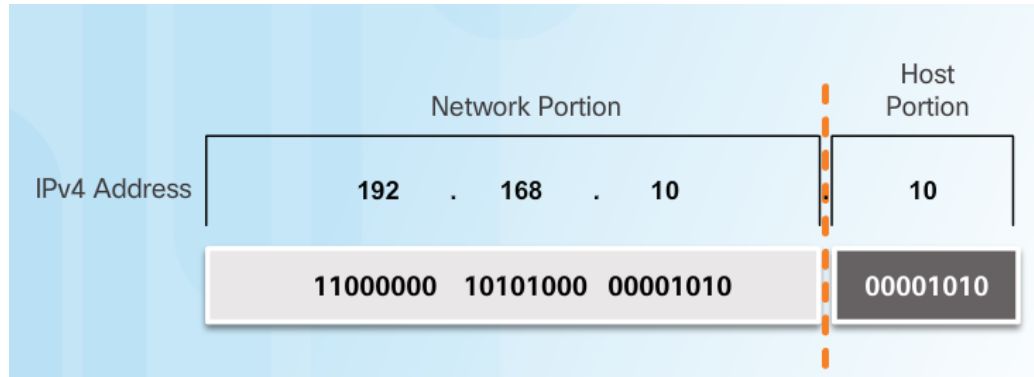 Network Portion
Host
Portion
IPv4 Address 192 . 168 . 10 . 10
11000000 10101000 00001010 00001010